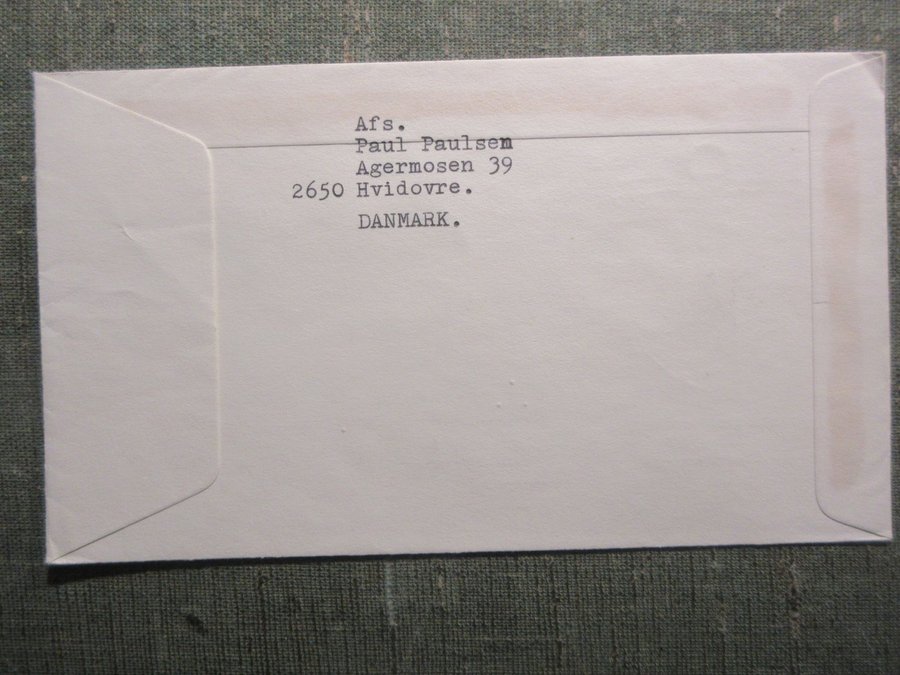 Afs.
Paul Paulsen
Agermosen 39
2650 Hvidovre.
DANMARK.